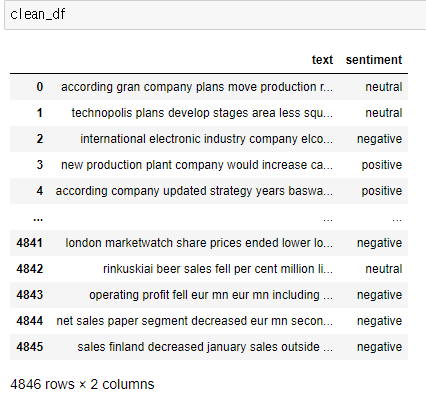 clean_df
text sentiment
0 according gran company plans move production r... neutral
1 technopolis plans develop stages area less squ... neutral
2 international electronic industry company elco... negative
3 new production plant company would increase ca... positive
4 according company updated strategy years baswa... positive
... ... ...
4841 london marketwatch share prices ended lower lo... negative
4842 rinkuskiai beer sales fell per cent million li... neutral
4843 operating profit fell eur mn eur mn including ... negative
4844 net sales paper segment decreased eur mn secon... negative
4845 sales finland decreased january sales outside ... negative
4846 rows × 2 columns